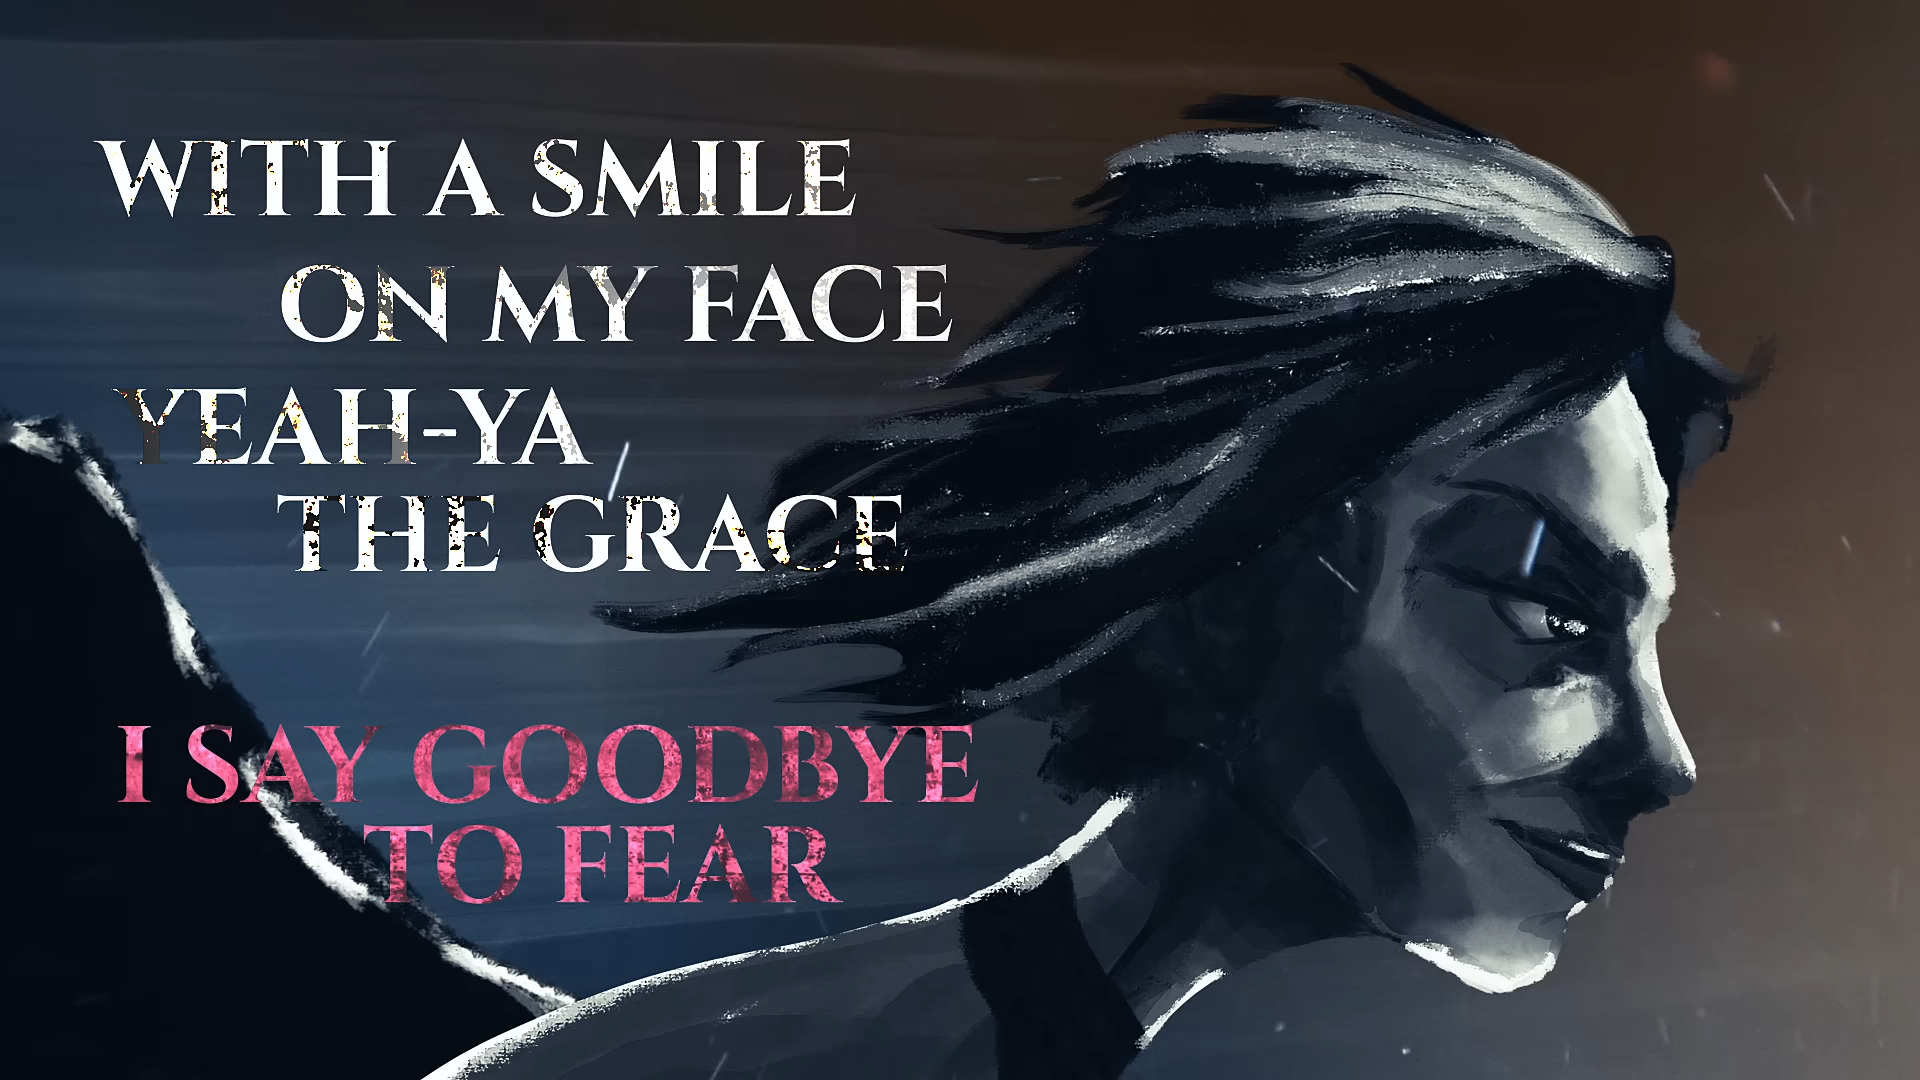 WITH A SMILE
ON MY FACE
YEAH-YA
THE GRACE
I SAY GOODBYE
TO FEAR